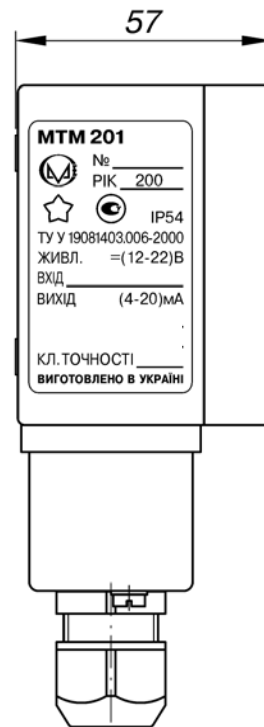 57
МТМ 201
№
РІК 200
IP54
ТУ У 19081403.006-2000
ЖИВЛ. =(12-22)В
ВХІД
ВИХІД (4-20)мА
КЛ. ТОЧНОСТІ
ВИГОТОВЛЕНО В УКРАЇНІ